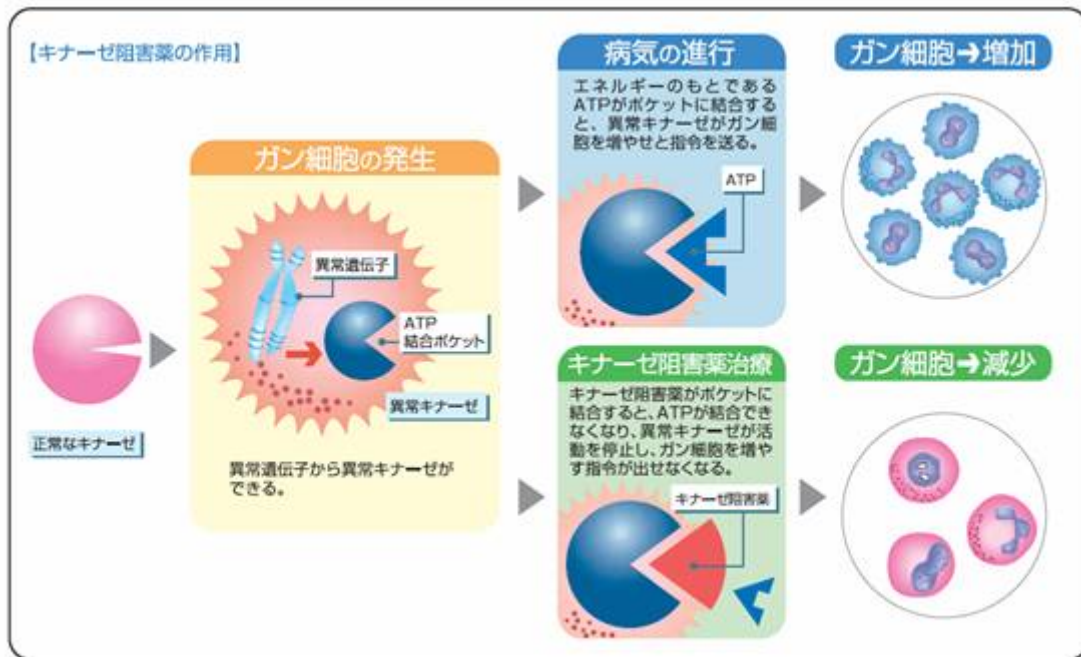 【キナーゼ阻害薬の作用】
正常なキナーゼ
ガン細胞の発生
異常遺伝子
ATP
結合ポケット
異常キナーゼ
異常遺伝子から異常キナーゼが
できる。
病気の進行
エネルギーのもとである
ATPがポケットに結合する
と、異常キナーゼがガン細
胞を増やせと指令を送る。
ATP
ガン細胞→増加
キナーゼ阻害薬治療
キナーゼ阻害薬がポケットに
結合すると、ATPが結合でき
なくなり、異常キナーゼが活
動を停止し、ガン細胞を増や
す指令が出せなくなる。
キナーゼ阻害薬
ガン細胞→減少